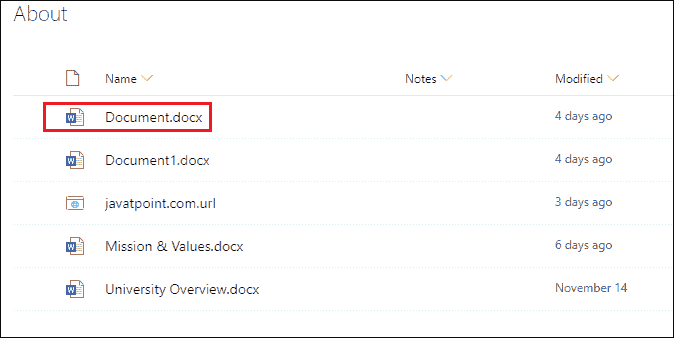 About
Name Notes Modified
Document.docx 4 days ago
Document1.docx 4 days ago
javatpoint.com.url 3 days ago
Mission & Values.docx 6 days ago
University Overview.docx November 14